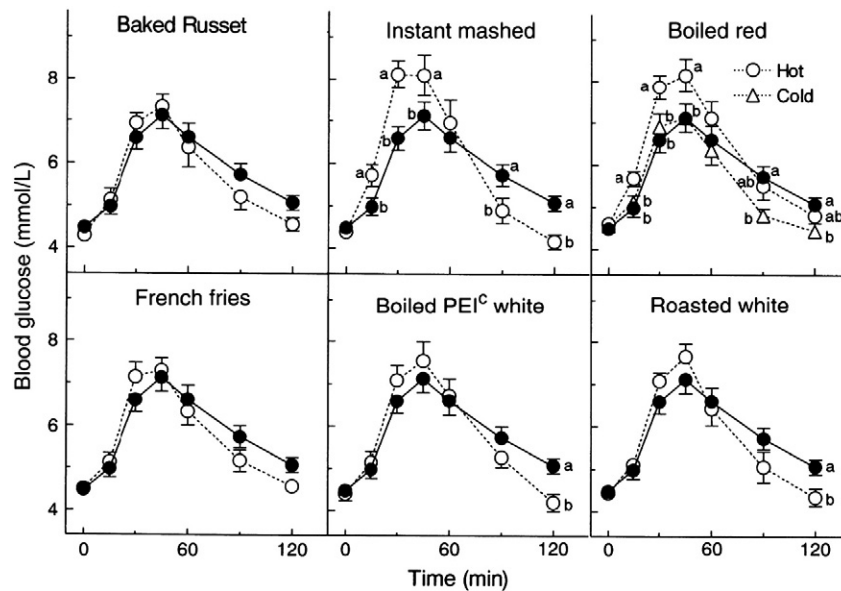 Baked Russet
Instant mashed
Boiled red
Hot
Cold
8
6
4
a
a
a
b
b
b
a
b
a
b
a
a
a
b
b
b
b
b
a
ab
b
a
ab
b
Blood glucose (mmol/L)
French fries
Boiled PEIᶜ white
Roasted white
8
6
4
a
b
a
b
0
60
120
0
60
120
0
60
120
Time (min)